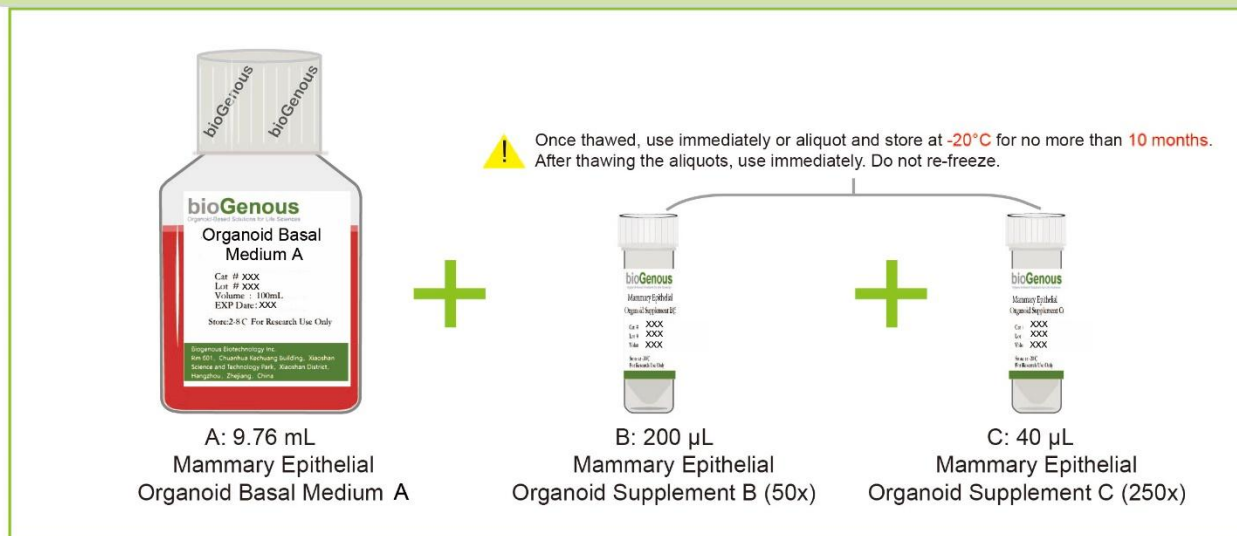 bioGenous
bioGenous
Once thawed, use immediately or aliquot and store at -20°C for no more than 10 months.
After thawing the aliquots, use immediately. Do not re-freeze.
bioGenous
Organoid-Based Solutions for Life Sciences
Organoid Basal
Medium A
Cat # XXX
Lot # XXX
Volume : 100mL
EXP Date: XXX
Store:2-8 C For Research Use Only
Biogenous Biotechnology Inc.
Rm 001, Chuanhua Kechuang Building, Xiaoshan
Science and Technology Park, Xiaoshan District,
Hangzhou, Zhejiang, China
bioGenous
Mammary Epithelial
Organoid Supplement
XXX
XXX
XXX
bioGenous
Mammary Epithelial
Organoid Supplement
XXX
XXX
XXX
A: 9.76 mL
Mammary Epithelial
Organoid Basal Medium A
B: 200 µL
Mammary Epithelial
Organoid Supplement B (50x)
C: 40 µL
Mammary Epithelial
Organoid Supplement C (250x)